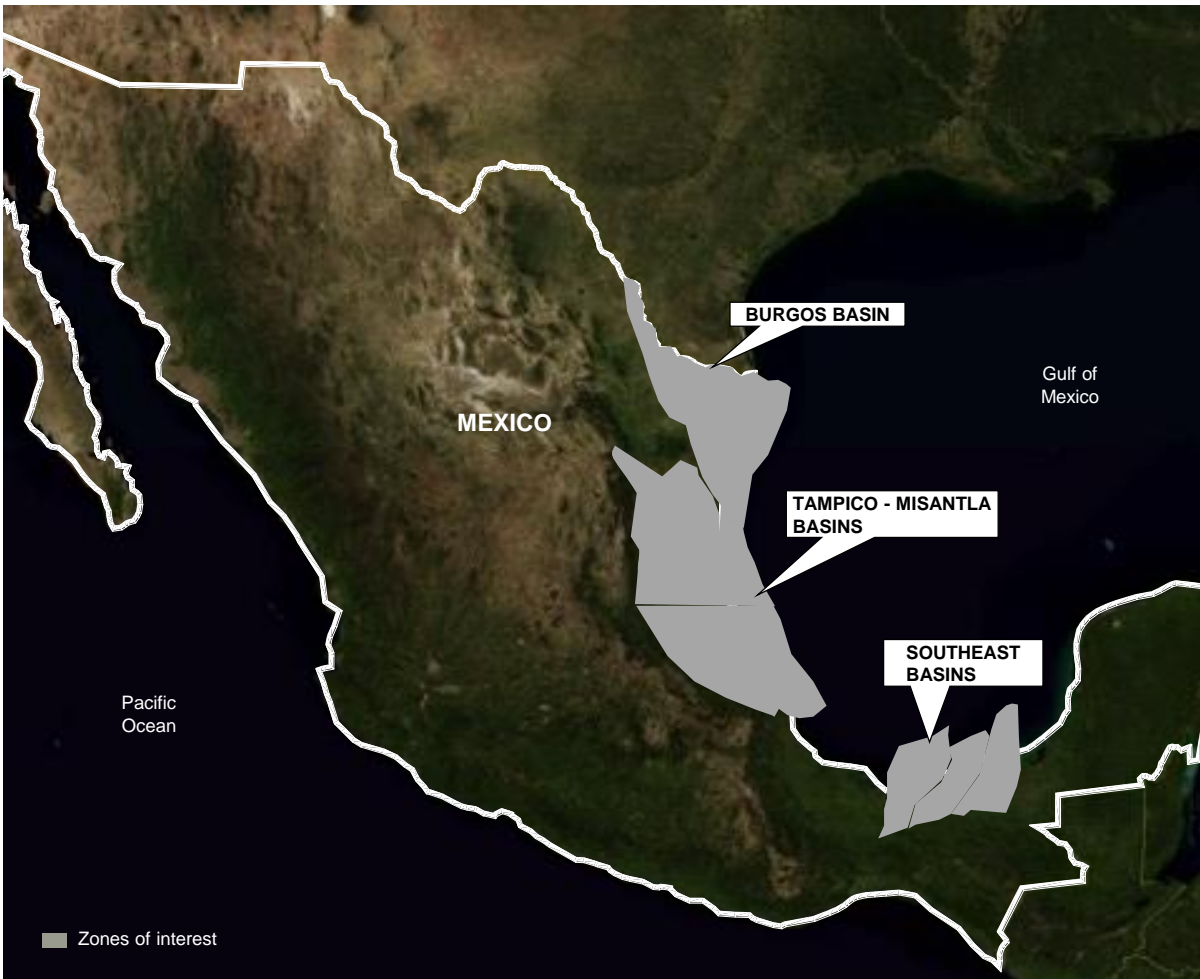 BURGOS BASIN
Gulf of
Mexico
MEXICO
TAMPICO - MISANTLA
BASINS
SOUTHEAST
BASINS
Pacific
Ocean
Zones of interest